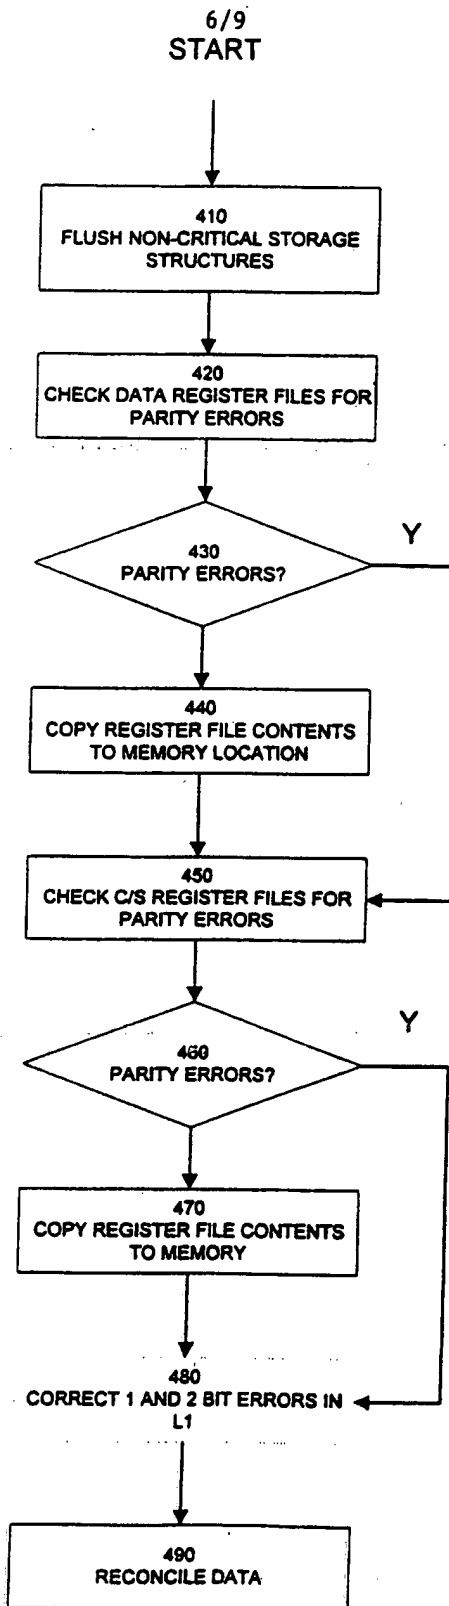 6/9
START
410
FLUSH NON-CRITICAL STORAGE
STRUCTURES
420
CHECK DATA REGISTER FILES FOR
PARITY ERRORS
430
PARITY ERRORS?
Y
440
COPY REGISTER FILE CONTENTS
TO MEMORY LOCATION
450
CHECK C/S REGISTER FILES FOR
PARITY ERRORS
460
PARITY ERRORS?
Y
470
COPY REGISTER FILE CONTENTS
TO MEMORY
480
CORRECT 1 AND 2 BIT ERRORS IN
L1
490
RECONCILE DATA